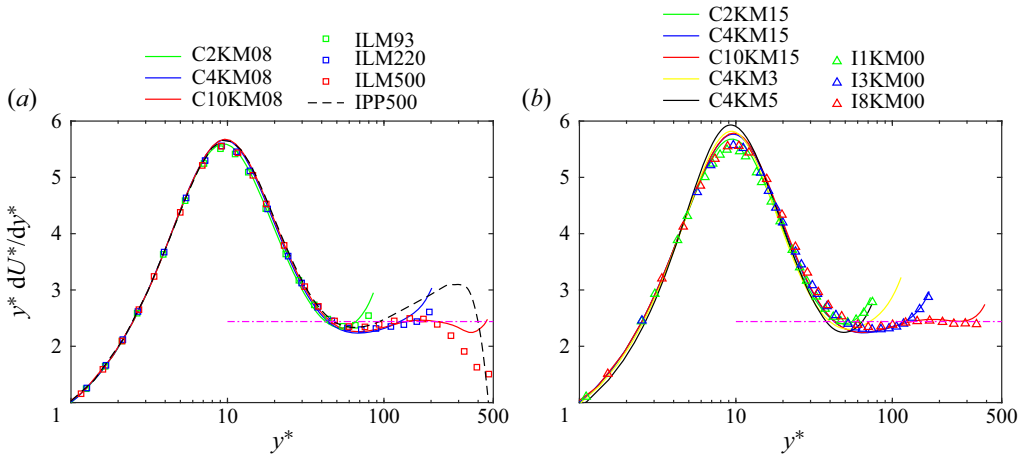 (a)
C2KM08
C4KM08
C10KM08
ILM93
ILM220
ILM500
IPP500
y* dU*/dy*
6
5
4
3
2
1
10
100
500
y*
(b)
C2KM15
C4KM15
C10KM15
C4KM3
C4KM5
I1KM00
I3KM00
I8KM00
6
5
4
3
2
1
10
100
500
y*